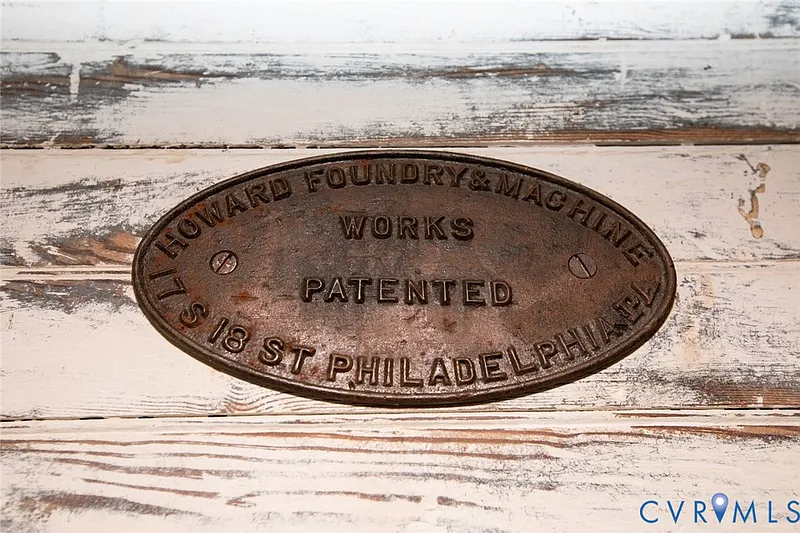 HOWARD FOUNDRY & MACHINE
WORKS
PATENTED
17 S 18 ST PHILADELPHIA PA
CVRMLS